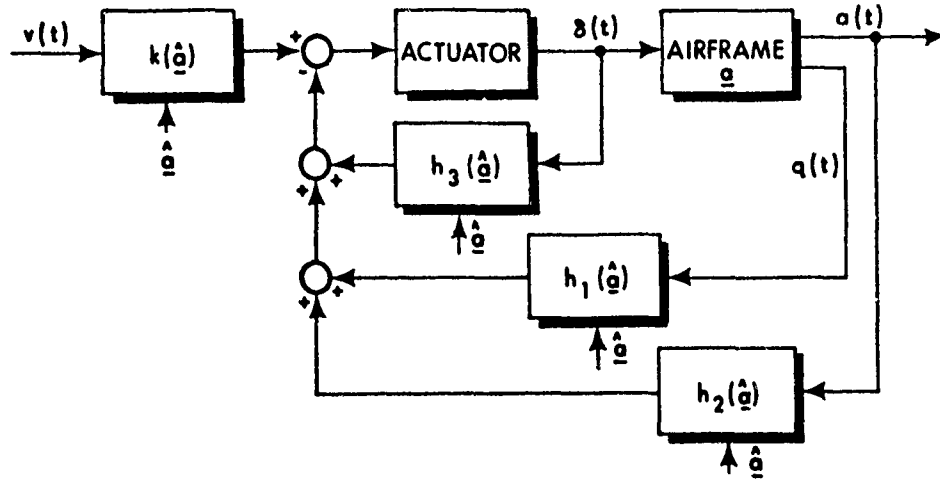 v(t)
k(â̲)
â̲
+
-
ACTUATOR
δ(t)
AIRFRAME
a̲
a(t)
q(t)
h₃(â̲)
â̲
+
+
h₁(â̲)
â̲
+
+
h₂(â̲)
â̲